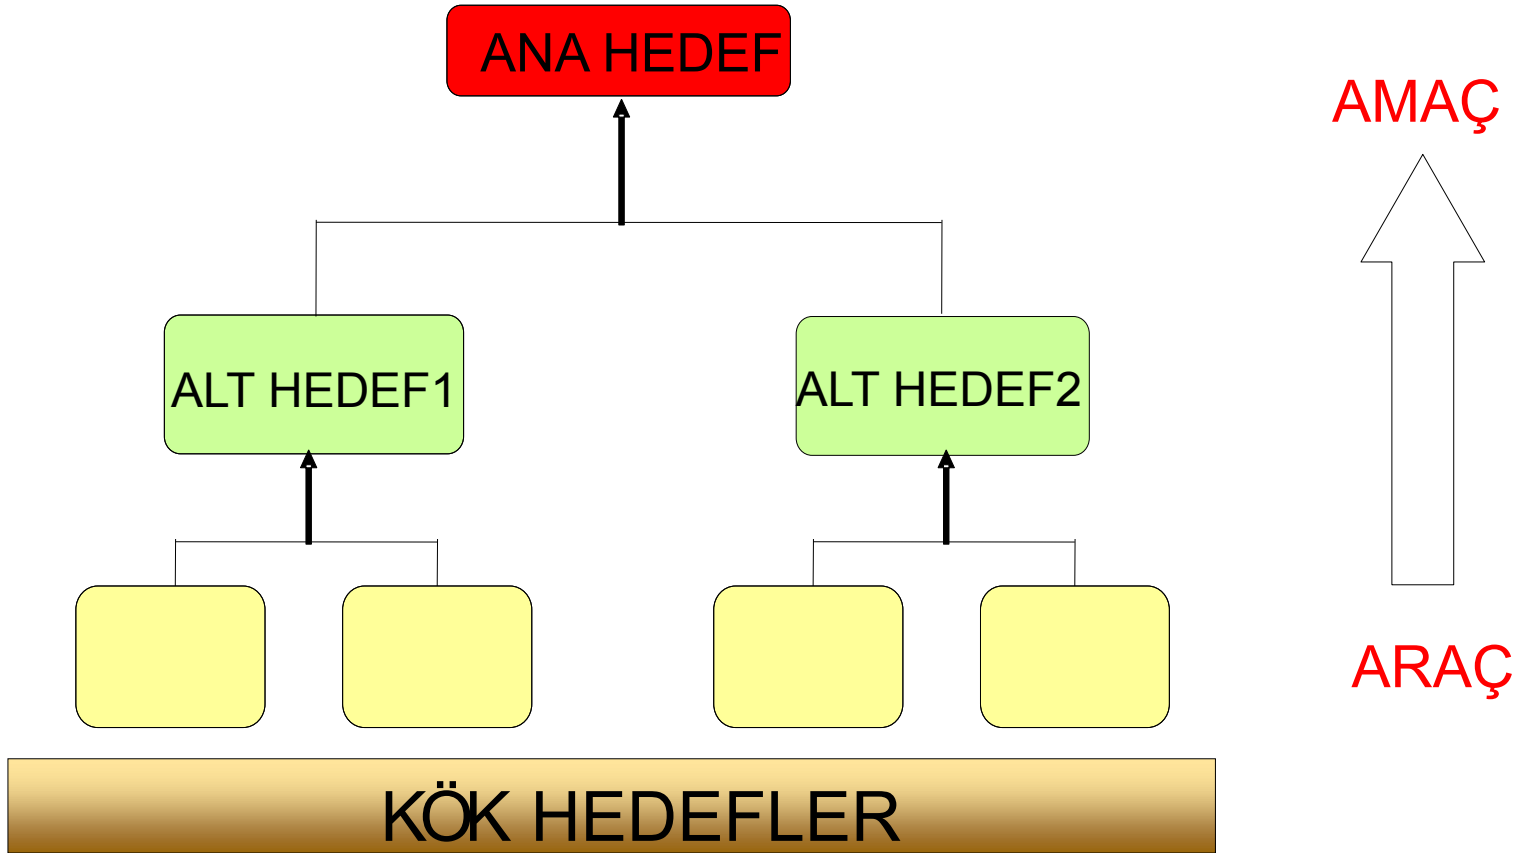 ANA HEDEF
AMAÇ
ALT HEDEF1
ALT HEDEF2
ARAÇ
KÖK HEDEFLER